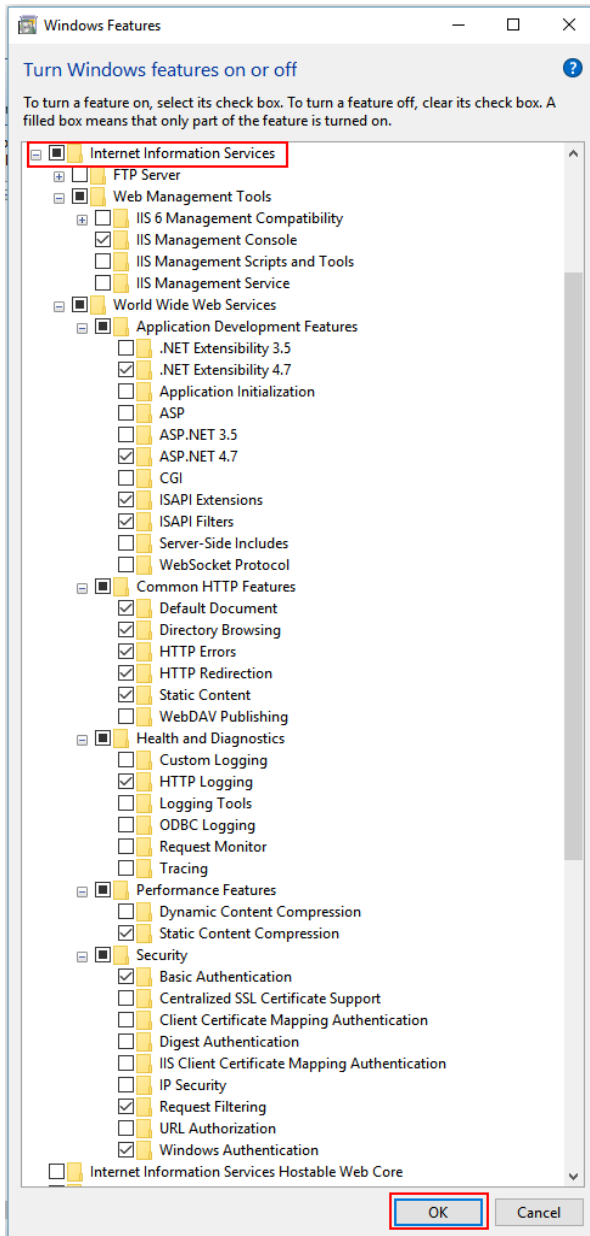 Windows Features
Turn Windows features on or off
To turn a feature on, select its check box. To turn a feature off, clear its check box. A
filled box means that only part of the feature is turned on.
Internet Information Services
FTP Server
Web Management Tools
IIS 6 Management Compatibility
IIS Management Console
IIS Management Scripts and Tools
IIS Management Service
World Wide Web Services
Application Development Features
.NET Extensibility 3.5
.NET Extensibility 4.7
Application Initialization
ASP
ASP.NET 3.5
ASP.NET 4.7
CGI
ISAPI Extensions
ISAPI Filters
Server-Side Includes
WebSocket Protocol
Common HTTP Features
Default Document
Directory Browsing
HTTP Errors
HTTP Redirection
Static Content
WebDAV Publishing
Health and Diagnostics
Custom Logging
HTTP Logging
Logging Tools
ODBC Logging
Request Monitor
Tracing
Performance Features
Dynamic Content Compression
Static Content Compression
Security
Basic Authentication
Centralized SSL Certificate Support
Client Certificate Mapping Authentication
Digest Authentication
IIS Client Certificate Mapping Authentication
IP Security
Request Filtering
URL Authorization
Windows Authentication
Internet Information Services Hostable Web Core
OK Cancel